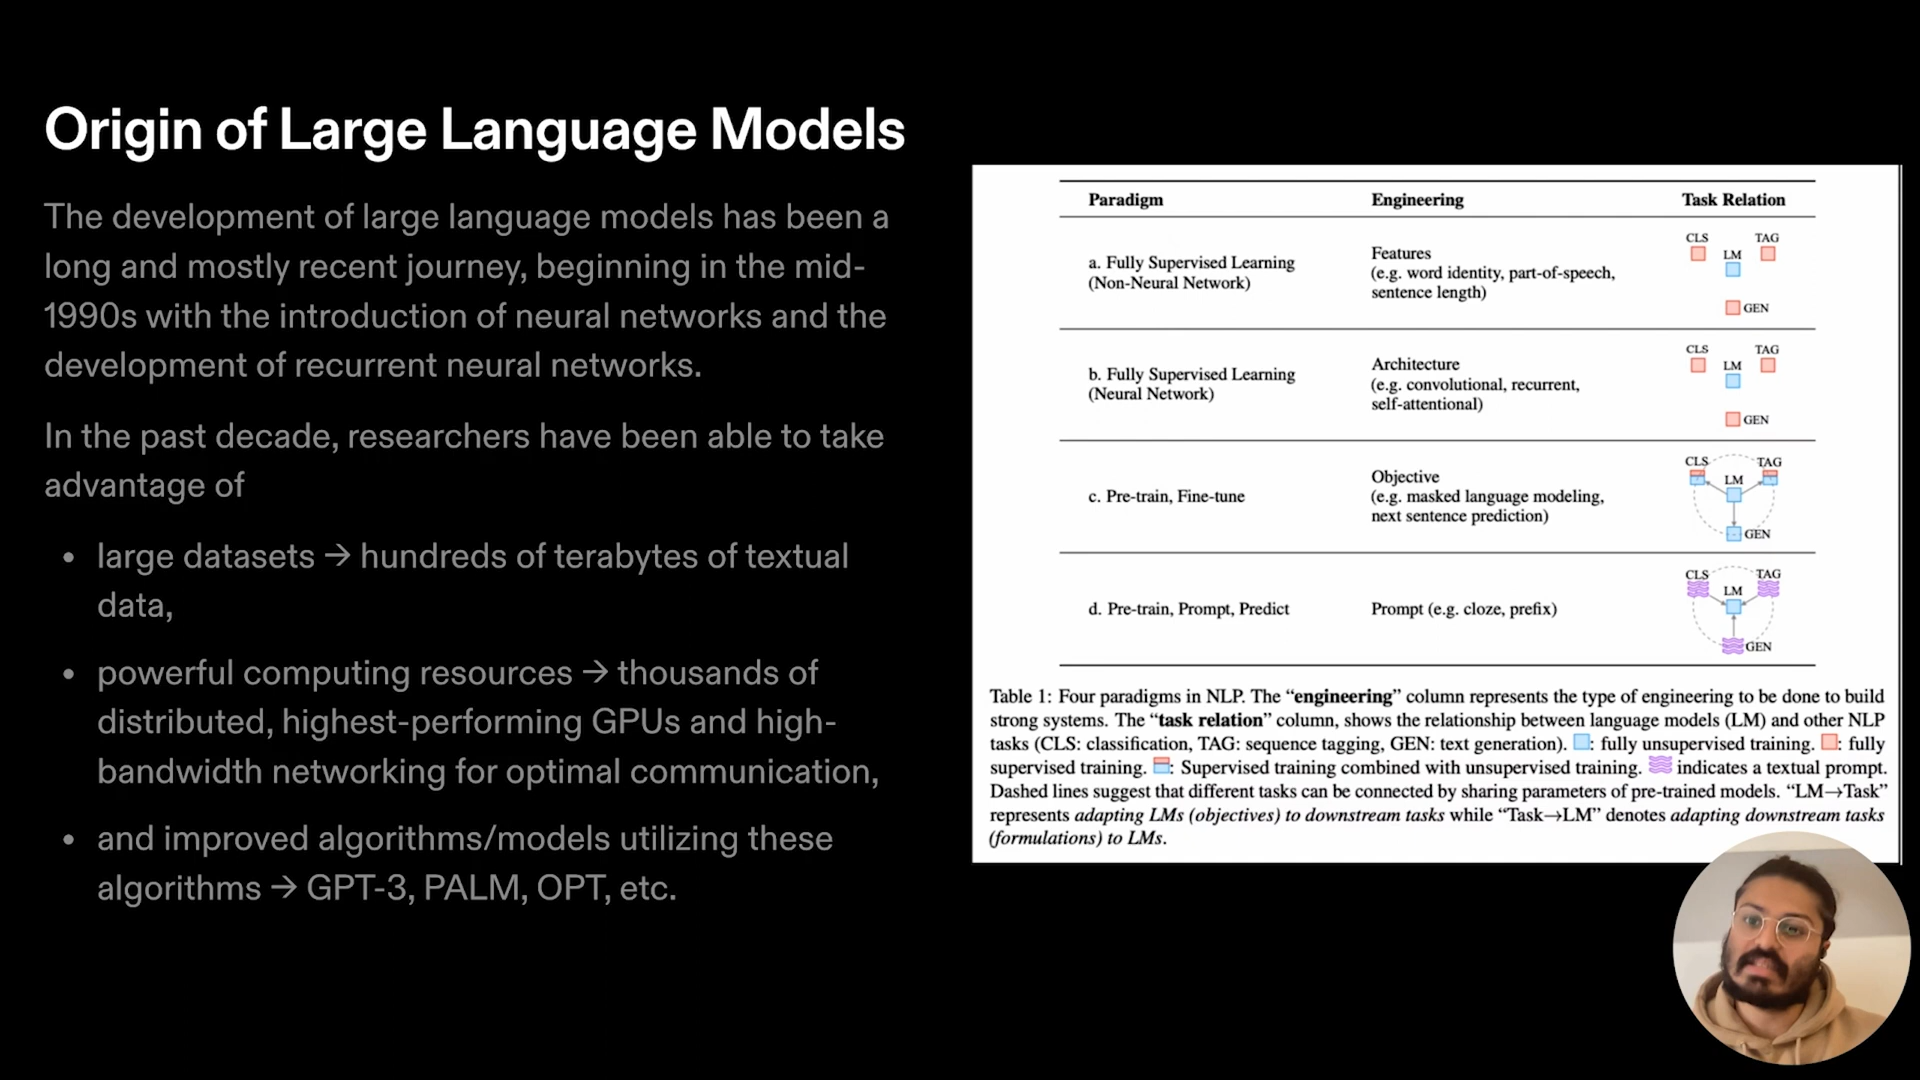 Origin of Large Language Models
The development of large language models has been a
long and mostly recent journey, beginning in the mid-
1990s with the introduction of neural networks and the
development of recurrent neural networks.
In the past decade, researchers have been able to take
advantage of
• large datasets → hundreds of terabytes of textual
data,
• powerful computing resources → thousands of
distributed, highest-performing GPUs and high-
bandwidth networking for optimal communication,
• and improved algorithms/models utilizing these
algorithms → GPT-3, PALM, OPT, etc.
Paradigm Engineering Task Relation
a. Fully Supervised Learning
(Non-Neural Network)
Features
(e.g. word identity, part-of-speech,
sentence length)
CLS TAG
LM
GEN
b. Fully Supervised Learning
(Neural Network)
Architecture
(e.g. convolutional, recurrent,
self-attentional)
CLS TAG
LM
GEN
c. Pre-train, Fine-tune
Objective
(e.g. masked language modeling,
next sentence prediction)
CLS TAG
LM
GEN
d. Pre-train, Prompt, Predict
Prompt (e.g. cloze, prefix)
CLS TAG
LM
GEN
Table 1: Four paradigms in NLP. The “engineering” column represents the type of engineering to be done to build
strong systems. The “task relation” column, shows the relationship between language models (LM) and other NLP
tasks (CLS: classification, TAG: sequence tagging, GEN: text generation). : fully unsupervised training. : fully
supervised training. : Supervised training combined with unsupervised training. indicates a textual prompt.
Dashed lines suggest that different tasks can be connected by sharing parameters of pre-trained models. “LM→Task”
represents adapting LMs (objectives) to downstream tasks while “Task→LM” denotes adapting downstream tasks
(formulations) to LMs.